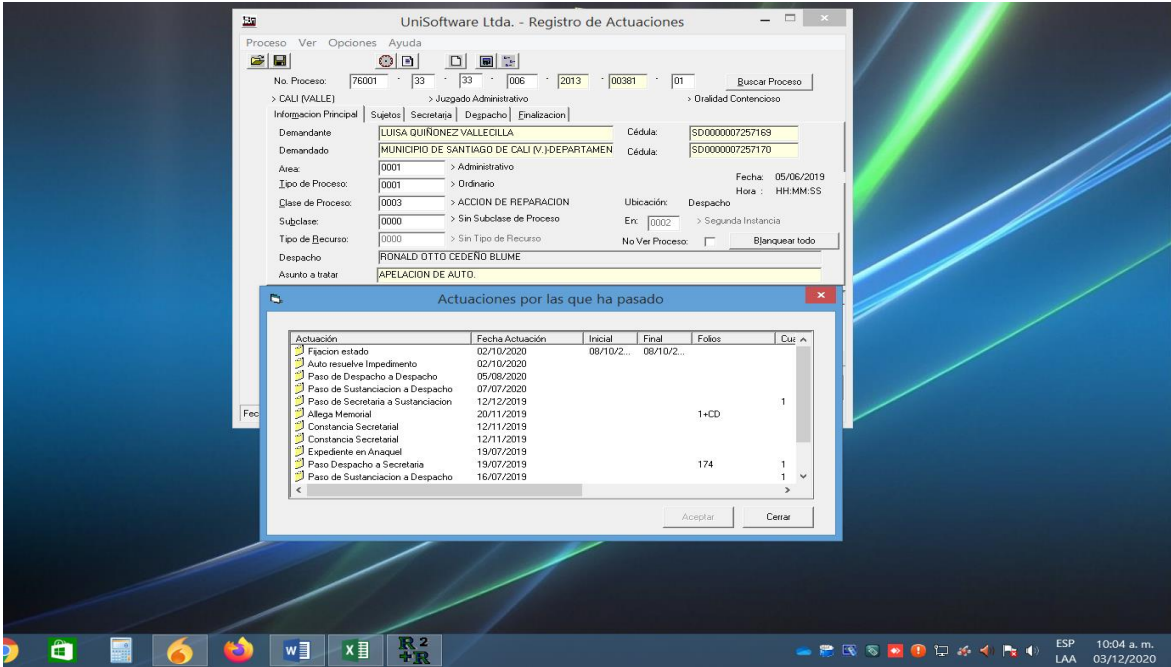 UniSoftware Ltda. - Registro de Actuaciones
Proceso Ver Opciones Ayuda
No. Proceso: 76001 - 33 - 33 - 006 - 2013 - 00381 - 01 Buscar Proceso
> CALI (VALLE) > Juzgado Administrativo > Oralidad Contencioso
Informacion Principal Sujetos Secretaria Despacho Finalizacion
Demandante LUISA QUIÑONEZ VALLECILLA Cédula: SD0000007257169
Demandado MUNICIPIO DE SANTIAGO DE CALI (V.)-DEPARTAMEN Cédula: SD0000007257170
Area: 0001 > Administrativo
Fecha: 05/06/2019
Tipo de Proceso: 0001 > Ordinario
Hora : HH:MM:SS
Clase de Proceso: 0003 > ACCION DE REPARACION Ubicación: Despacho
Subclase: 0000 > Sin Subclase de Proceso En: 0002 > Segunda Instancia
Tipo de Recurso: 0000 > Sin Tipo de Recurso No Ver Proceso: Blanquear todo
Despacho RONALD OTTO CEDEÑO BLUME
Asunto a tratar APELACION DE AUTO.
Actuaciones por las que ha pasado
Actuación Fecha Actuación Inicial Final Folios Cua
Fijacion estado 02/10/2020 08/10/2... 08/10/2...
Auto resuelve Impedimento 02/10/2020
Paso de Despacho a Despacho 05/08/2020
Paso de Sustanciacion a Despacho 07/07/2020
Paso de Secretaria a Sustanciacion 12/12/2019 1
Allega Memorial 20/11/2019 1+CD
Constancia Secretarial 12/11/2019
Constancia Secretarial 12/11/2019
Expediente en Anaquel 19/07/2019
Paso Despacho a Secretaria 19/07/2019 174 1
Paso de Sustanciacion a Despacho 16/07/2019 1
Fec
Aceptar Cerrar
R2
+R
ESP 10:04 a. m.
LAA 03/12/2020